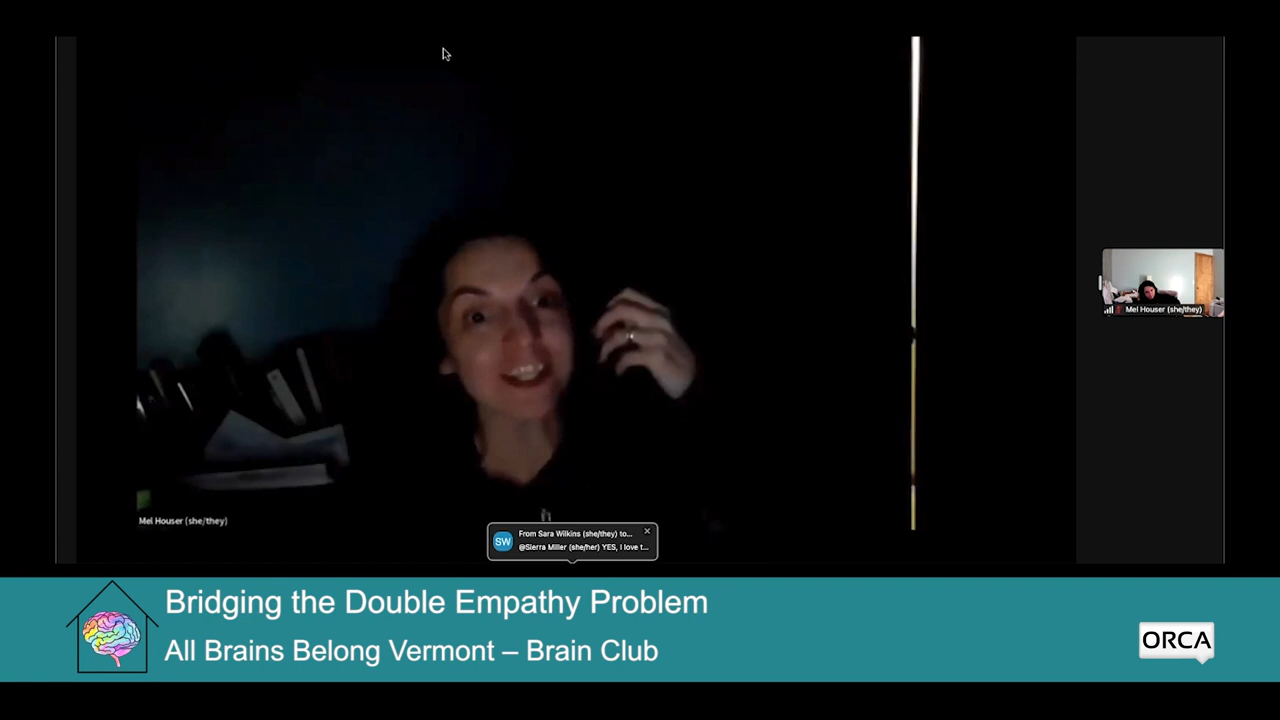 Mel Houser (she/they)
Mel Houser (she/they)
SW
From Sara Wilkins (she/they) to...
@Sierra Miller (she/her) YES, I love t...
Bridging the Double Empathy Problem
All Brains Belong Vermont – Brain Club
ORCA